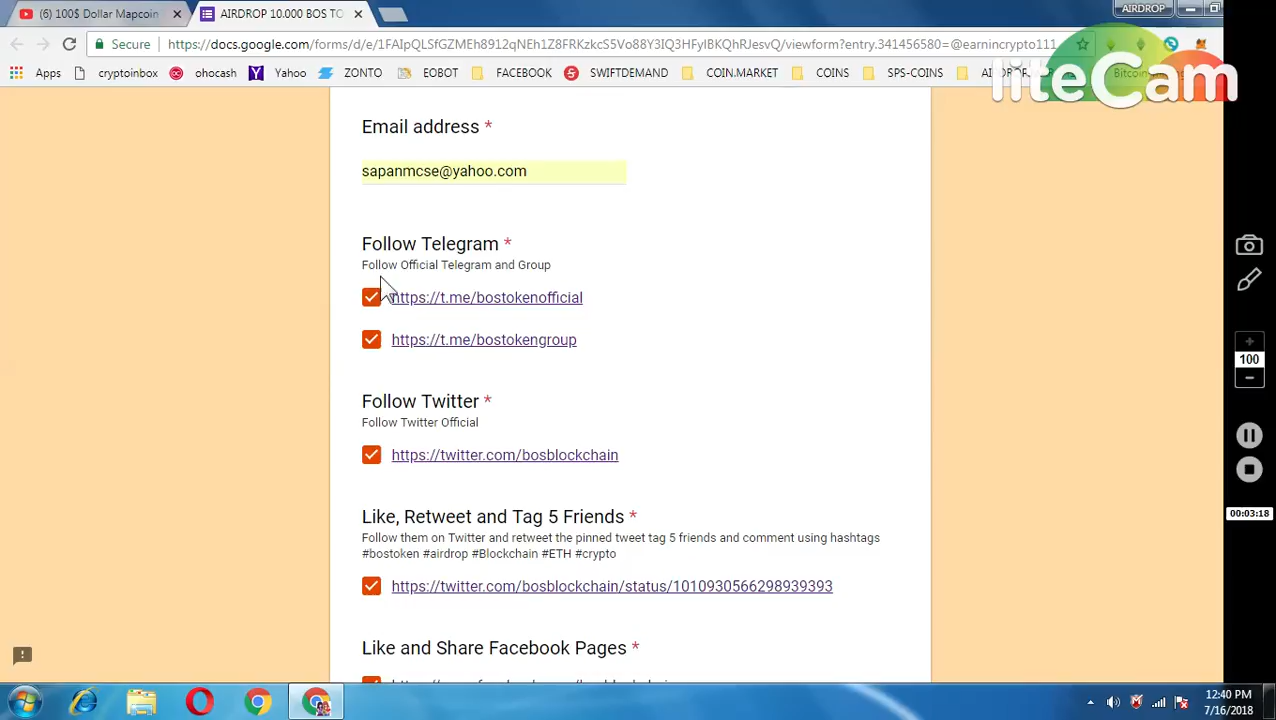 (6) 100$ Dollar Mapcoin
AIRDROP 10.000 BOS TO
AIRDROP
Secure
https://docs.google.com/forms/d/e/1FAIpQLSfGZMEh8912qNEh1Z8FRKzkcS5Vo88Y3IQ3HFyIBKQhRJesvQ/viewform?entry.341456580=@earnincrypto111
Apps
cryptoinbox
ohocash
Yahoo
ZONTO
EOBOT
FACEBOOK
SWIFTDEMAND
COIN.MARKET
COINS
SPS-COINS
liteCam
Email address *
sapanmcse@yahoo.com
Follow Telegram *
Follow Official Telegram and Group
https://t.me/bostokenofficial
https://t.me/bostokengroup
Follow Twitter *
Follow Twitter Official
https://twitter.com/bosblockchain
Like, Retweet and Tag 5 Friends *
Follow them on Twitter and retweet the pinned tweet tag 5 friends and comment using hashtags
#bostoken #airdrop #Blockchain #ETH #crypto
https://twitter.com/bosblockchain/status/1010930566298939393
Like and Share Facebook Pages *
100
00:03:18
12:40 PM
7/16/2018